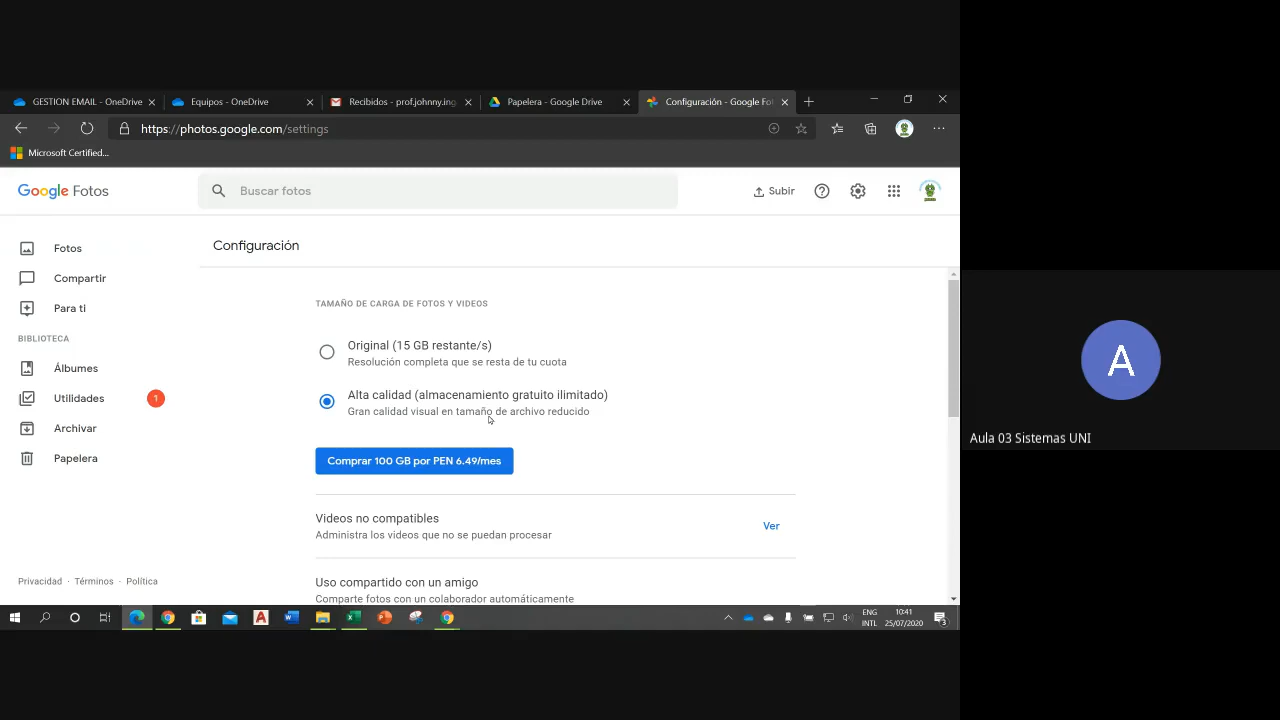 GESTION EMAIL - OneDrive
Equipos - OneDrive
Recibidos - prof.johnny.ing
Papelera - Google Drive
Configuración - Google Fot
https://photos.google.com/settings
Microsoft Certified...
Google Fotos
Buscar fotos
Subir
Fotos
Compartir
Para ti
BIBLIOTECA
Álbumes
Utilidades
1
Archivar
Papelera
Privacidad · Términos · Política
Configuración
TAMAÑO DE CARGA DE FOTOS Y VIDEOS
Original (15 GB restante/s)
Resolución completa que se resta de tu cuota
Alta calidad (almacenamiento gratuito ilimitado)
Gran calidad visual en tamaño de archivo reducido
Comprar 100 GB por PEN 6.49/mes
Videos no compatibles
Administra los videos que no se puedan procesar
Ver
Uso compartido con un amigo
Comparte fotos con un colaborador automáticamente
ENG
INTL
10:41
25/07/2020
3
A
Aula 03 Sistemas UNI